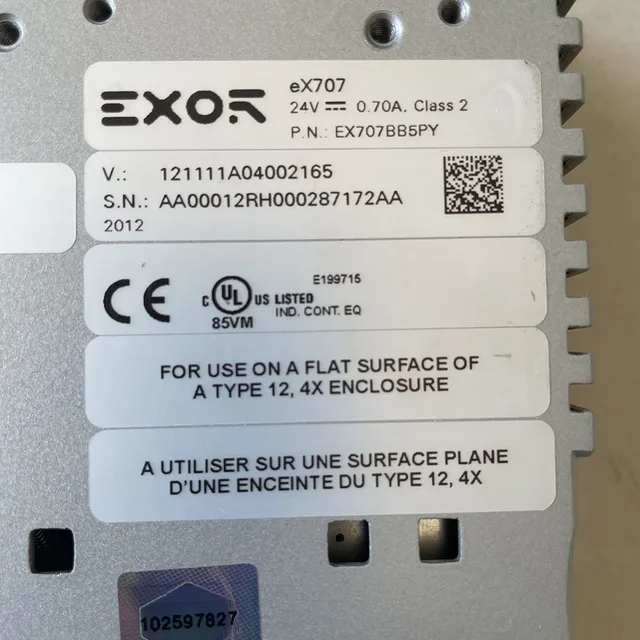 EXOR
eX707
24V ⎓ 0.70A, Class 2
P.N.: EX707BB5PY
V.: 121111A04002165
S.N.: AA00012RH000287172AA
2012
CE
E199715
C UL US LISTED
IND. CONT. EQ
85VM
FOR USE ON A FLAT SURFACE OF
A TYPE 12, 4X ENCLOSURE
A UTILISER SUR UNE SURFACE PLANE
D'UNE ENCEINTE DU TYPE 12, 4X
102597827